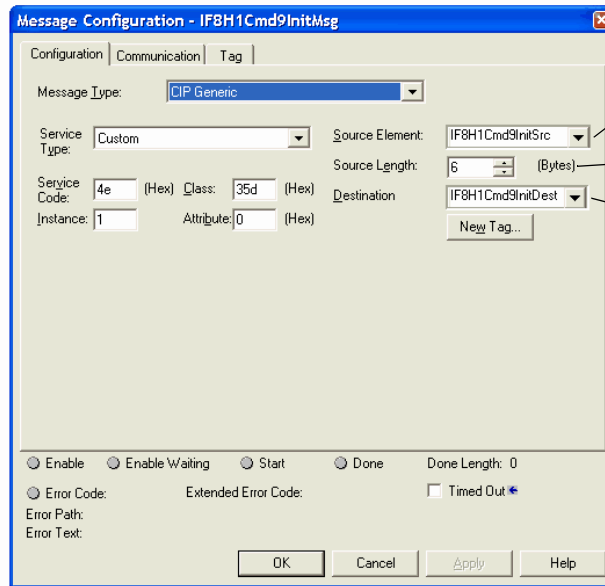 Message Configuration - IF8H1Cmd9InitMsg
Configuration Communication Tag
Message Type: CIP Generic
Service Type: Custom
Source Element: IF8H1Cmd9InitSrc
Source Length: 6 (Bytes)
Service Code: 4e (Hex) Class: 35d (Hex)
Destination IF8H1Cmd9InitDest
Instance: 1 Attribute: 0 (Hex)
New Tag...
Enable Enable Waiting Start Done Done Length: 0
Error Code: Extended Error Code: Timed Out
Error Path:
Error Text:
OK Cancel Apply Help